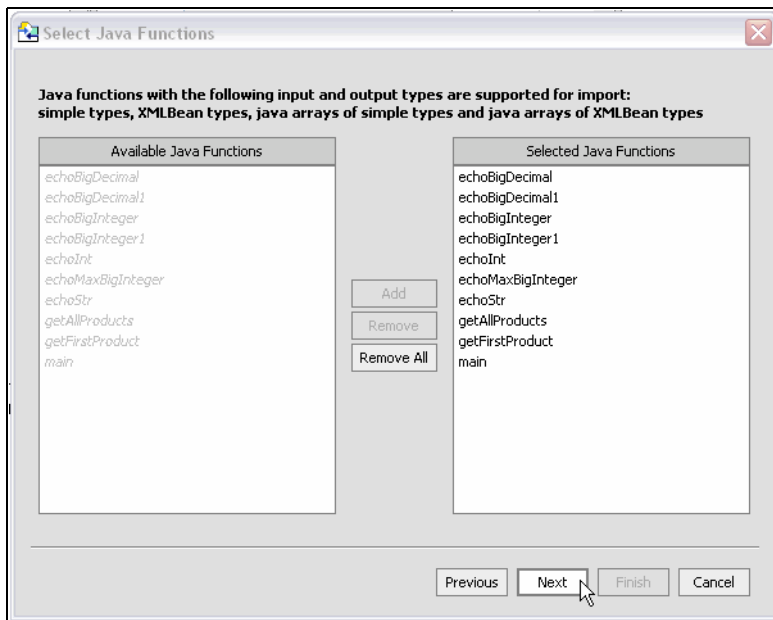 Select Java Functions
Java functions with the following input and output types are supported for import:
simple types, XMLBean types, java arrays of simple types and java arrays of XMLBean types
Available Java Functions
echoBigDecimal
echoBigDecimal1
echoBigInteger
echoBigInteger1
echoInt
echoMaxBigInteger
echoStr
getAllProducts
getFirstProduct
main
Add
Remove
Remove All
Selected Java Functions
echoBigDecimal
echoBigDecimal1
echoBigInteger
echoBigInteger1
echoInt
echoMaxBigInteger
echoStr
getAllProducts
getFirstProduct
main
Previous
Next
Finish
Cancel